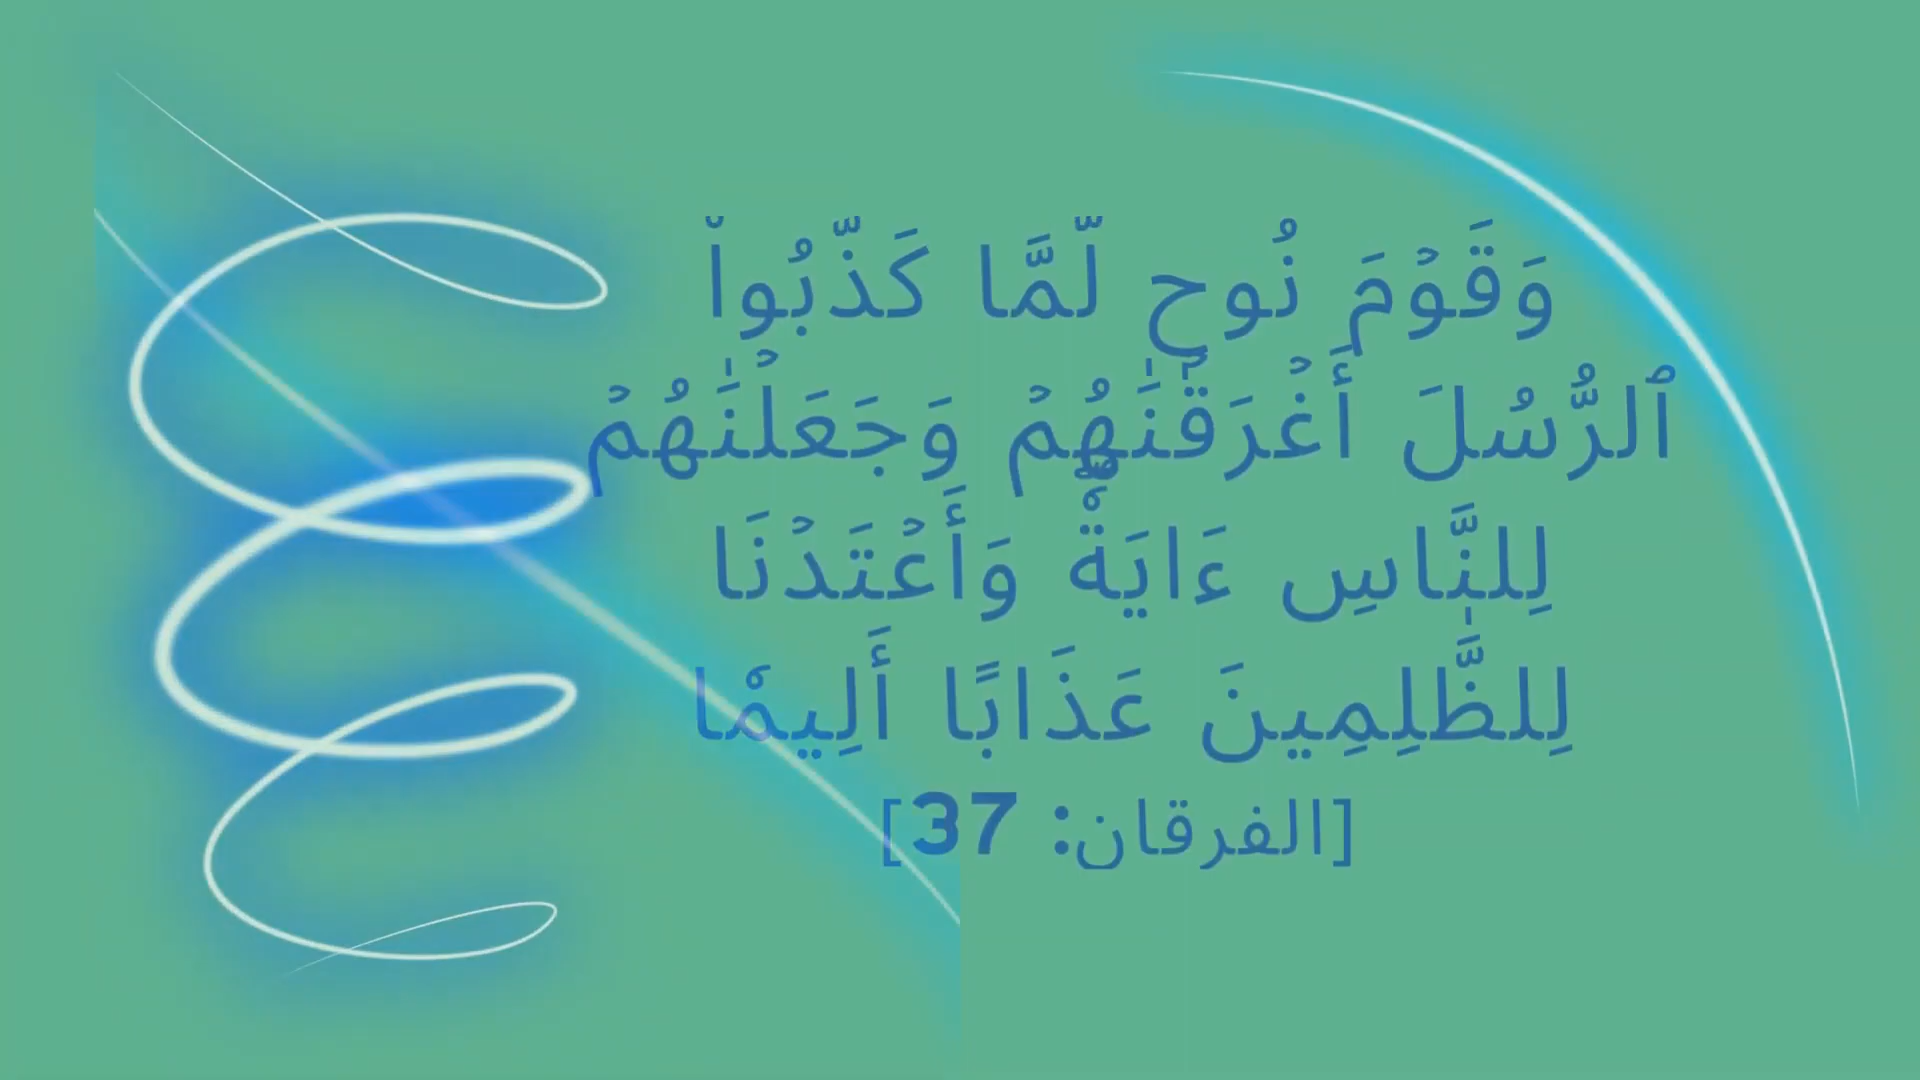 وَقَوۡمَ نُوحٖ لَّمَّا كَذَّبُواْ
ٱلرُّسُلَ أَغۡرَقۡنَٰهُمۡ وَجَعَلۡنَٰهُمۡ
لِلنَّاسِ ءَايَةٗۖ وَأَعۡتَدۡنَا
لِلظَّٰلِمِينَ عَذَابًا أَلِيمٗا
[الفرقان: 37]